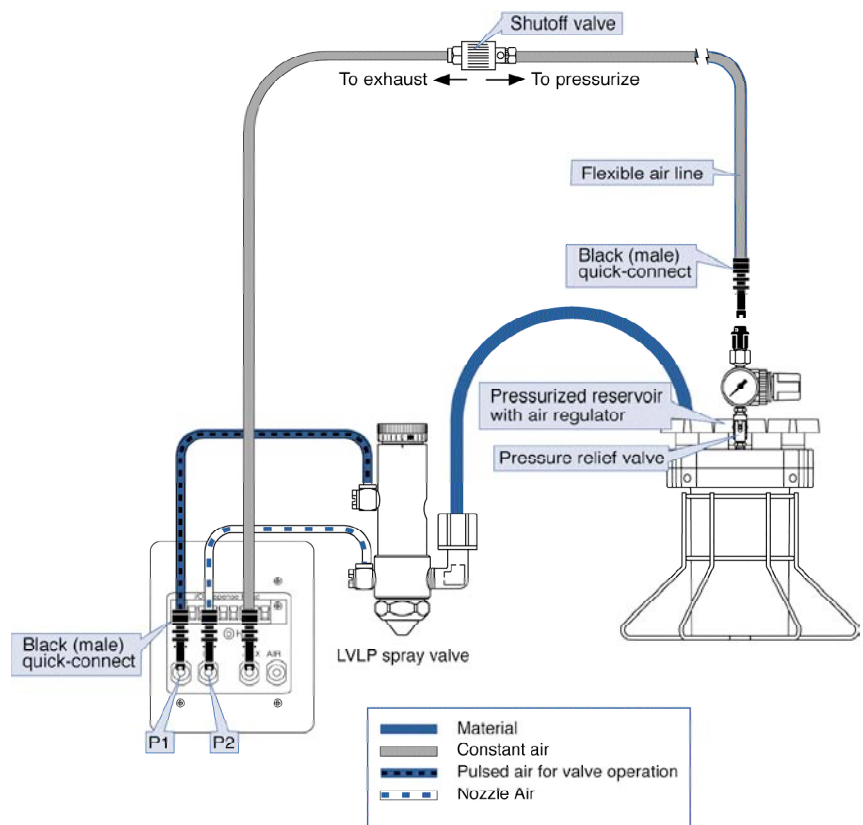 Shutoff valve
To exhaust
To pressurize
Flexible air line
Black (male)
quick-connect
Pressurized reservoir
with air regulator
Pressure relief valve
Black (male)
quick-connect
AIR
LVLP spray valve
P1
P2
Material
Constant air
Pulsed air for valve operation
Nozzle Air